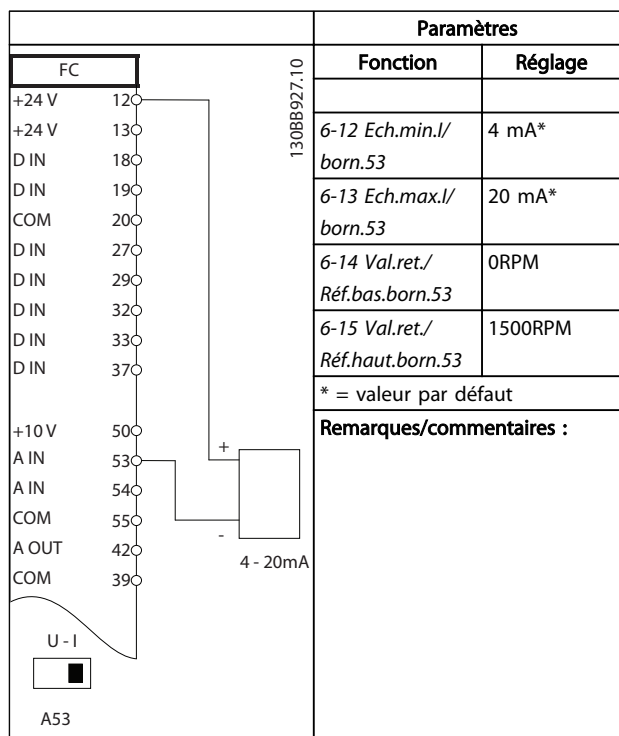 FC
+24 V 12
+24 V 13
D IN 18
D IN 19
COM 20
D IN 27
D IN 29
D IN 32
D IN 33
D IN 37
+10 V 50
A IN 53
A IN 54
COM 55
A OUT 42
COM 39
U - I
A53
+
-
4 - 20mA
130BB927.10
Paramètres
Fonction Réglage
6-12 Ech.min.I/ 4 mA*
born.53
6-13 Ech.max.I/ 20 mA*
born.53
6-14 Val.ret./ 0RPM
Réf.bas.born.53
6-15 Val.ret./ 1500RPM
Réf.haut.born.53
* = valeur par défaut
Remarques/commentaires :